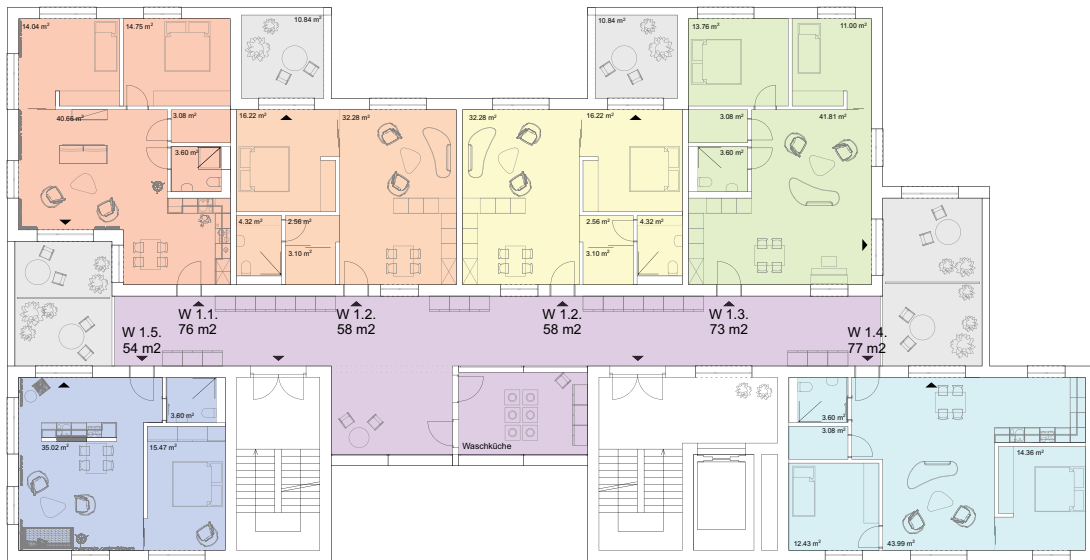 14.04 m²
14.75 m²
10.84 m²
10.84 m²
13.76 m²
11.00 m²
40.66 m²
3.08 m²
16.22 m²
32.28 m²
32.28 m²
16.22 m²
3.08 m²
41.81 m²
3.60 m²
3.60 m²
4.32 m²
2.56 m²
2.56 m²
4.32 m²
3.10 m²
3.10 m²
W 1.1.
76 m2
W 1.2.
58 m2
W 1.2.
58 m2
W 1.3.
73 m2
W 1.5.
54 m2
W 1.4.
77 m2
3.60 m²
3.60 m²
3.08 m²
35.02 m²
15.47 m²
Waschküche
14.36 m²
12.43 m²
43.99 m²